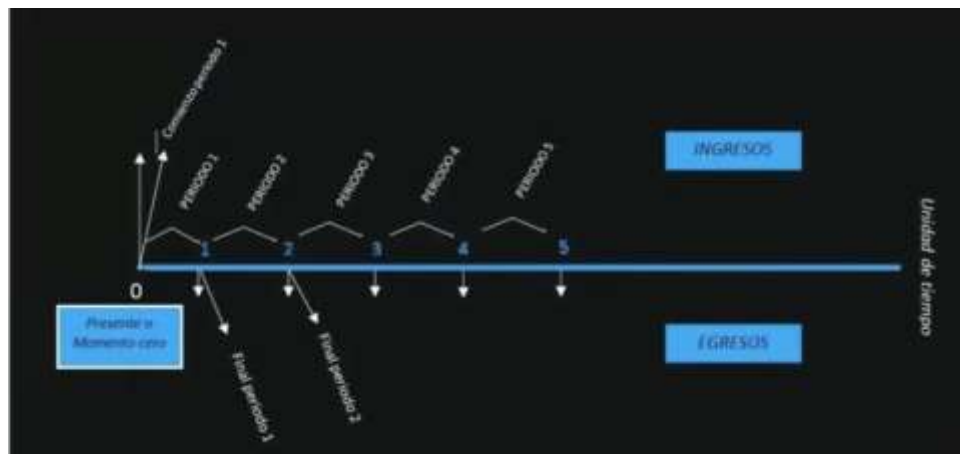 Comienzo periodo 1
PERIODO 1
PERIODO 2
PERIODO 3
PERIODO 4
PERIODO 5
INGRESOS
1
2
3
4
5
0
Unidad de tiempo
Presente o
Momento cero
EGRESOS
Final periodo 1
Final periodo 2